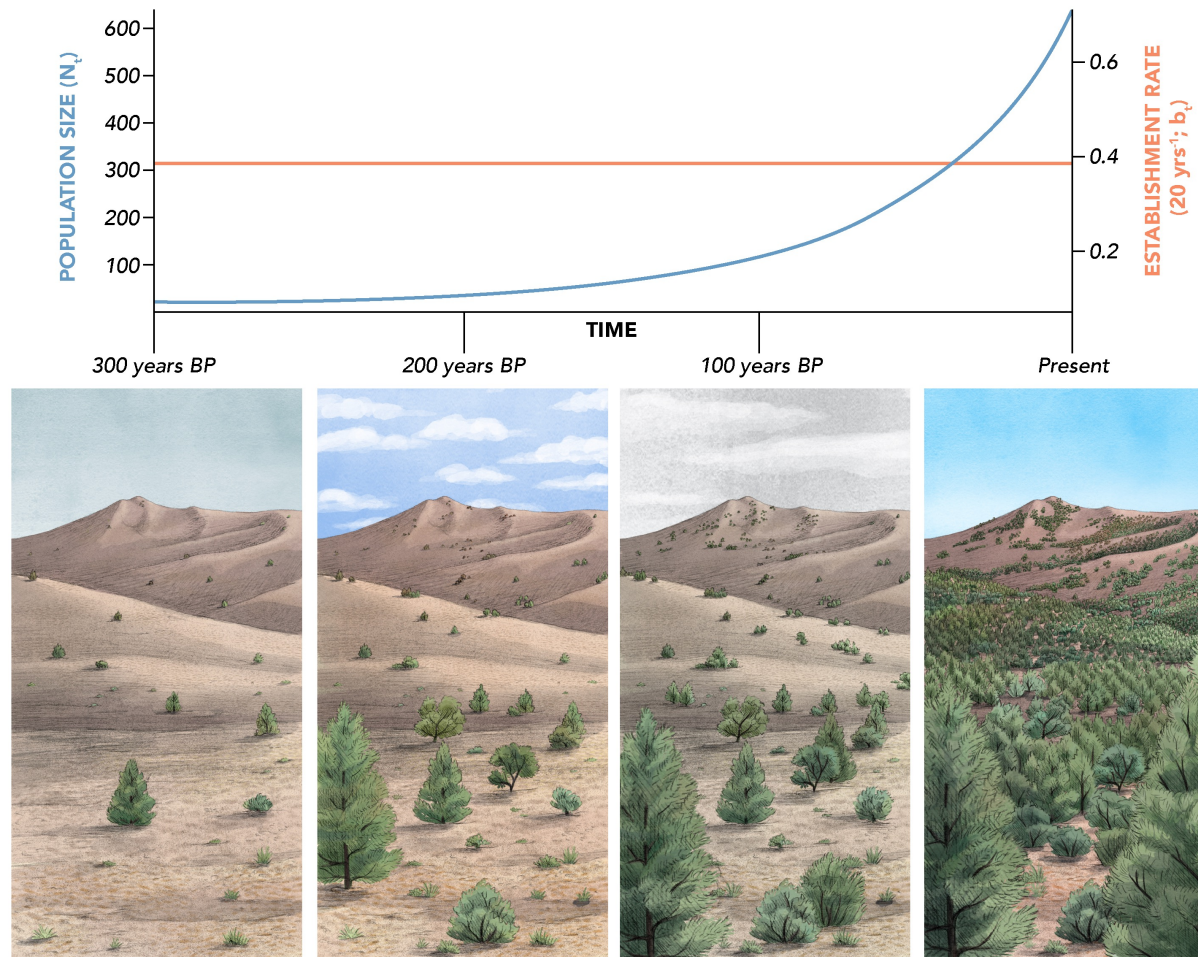 600
500
400
300
200
100
POPULATION SIZE (Nt)
0.6
0.4
0.2
ESTABLISHMENT RATE
(20 yrs-1; bt)
TIME
300 years BP
200 years BP
100 years BP
Present